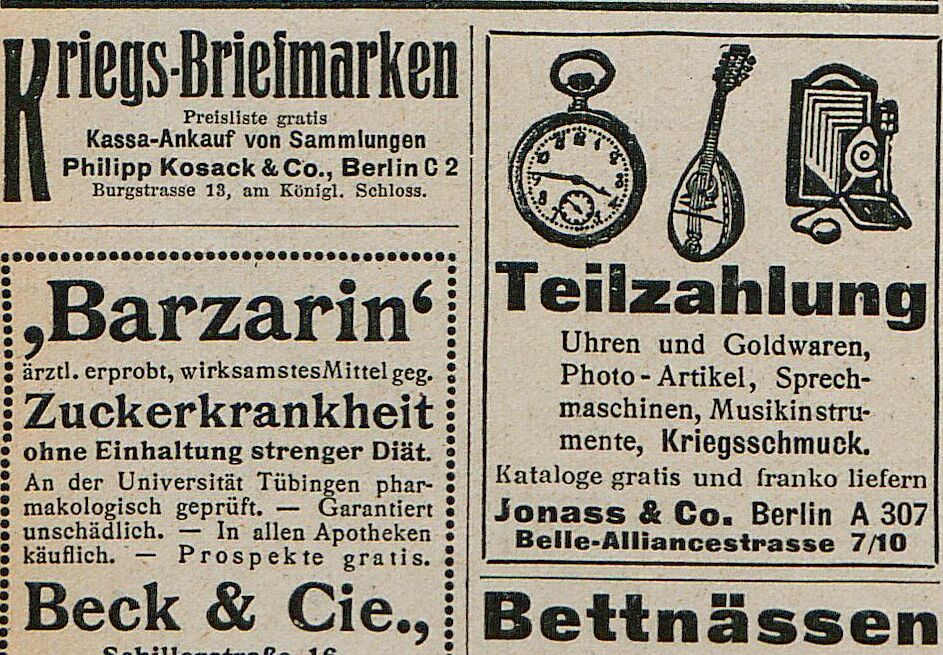 Kriegs-Briefmarken
Preisliste gratis
Kassa-Ankauf von Sammlungen
Philipp Kosack & Co., Berlin C 2
Burgstrasse 13, am Königl. Schloss.
‚Barzarin‘
ärztl. erprobt, wirksamstes Mittel geg.
Zuckerkrankheit
ohne Einhaltung strenger Diät.
An der Universität Tübingen phar-
makologisch geprüft. — Garantiert
unschädlich. — In allen Apotheken
käuflich. — Prospekte gratis.
Beck & Cie.,
Schillerstraße 16
Teilzahlung
Uhren und Goldwaren,
Photo-Artikel, Sprech-
maschinen, Musikinstru-
mente, Kriegsschmuck.
Kataloge gratis und franko liefern
Jonass & Co. Berlin A 307
Belle-Alliancestrasse 7/10
Bettnässen